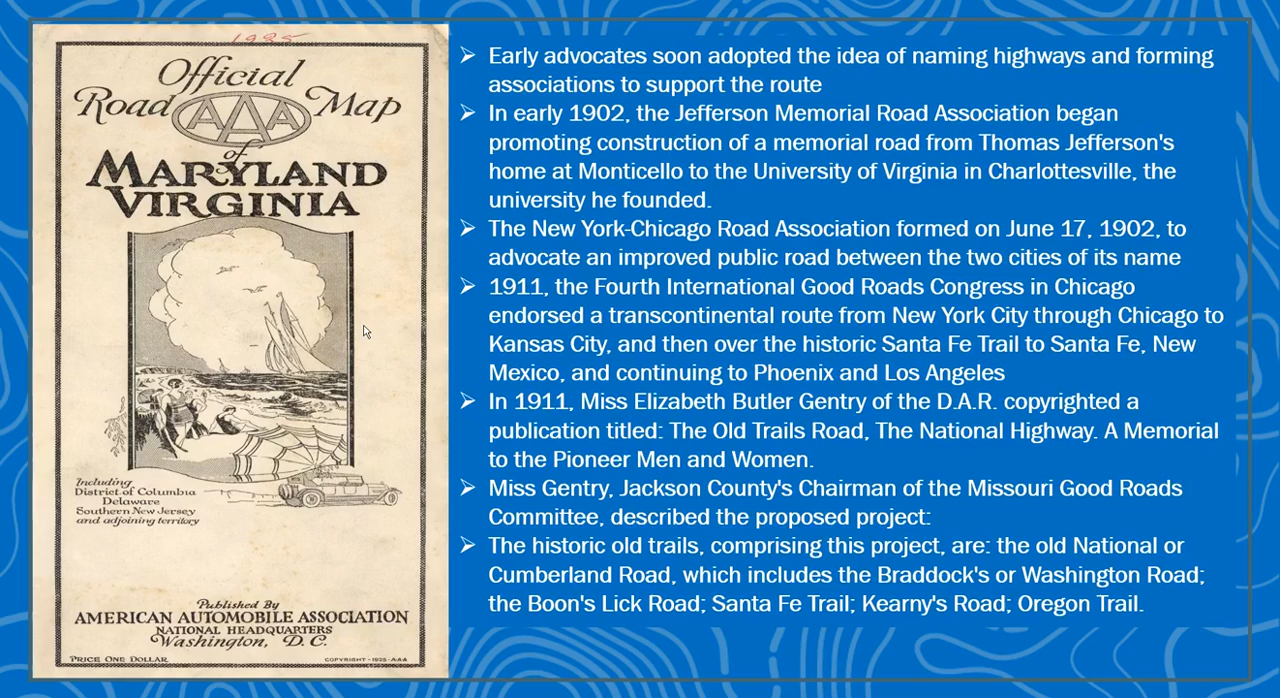 1925
Official
Road AAA Map
of
MARYLAND
VIRGINIA
Including
District of Columbia
Delaware
Southern New Jersey
and adjoining territory
Published By
AMERICAN AUTOMOBILE ASSOCIATION
NATIONAL HEADQUARTERS
Washington, D. C.
PRICE ONE DOLLAR
COPYRIGHT - 1925 - AAA
➢ Early advocates soon adopted the idea of naming highways and forming
associations to support the route
➢ In early 1902, the Jefferson Memorial Road Association began
promoting construction of a memorial road from Thomas Jefferson's
home at Monticello to the University of Virginia in Charlottesville, the
university he founded.
➢ The New York-Chicago Road Association formed on June 17, 1902, to
advocate an improved public road between the two cities of its name
➢ 1911, the Fourth International Good Roads Congress in Chicago
endorsed a transcontinental route from New York City through Chicago to
Kansas City, and then over the historic Santa Fe Trail to Santa Fe, New
Mexico, and continuing to Phoenix and Los Angeles
➢ In 1911, Miss Elizabeth Butler Gentry of the D.A.R. copyrighted a
publication titled: The Old Trails Road, The National Highway. A Memorial
to the Pioneer Men and Women.
➢ Miss Gentry, Jackson County's Chairman of the Missouri Good Roads
Committee, described the proposed project:
➢ The historic old trails, comprising this project, are: the old National or
Cumberland Road, which includes the Braddock's or Washington Road;
the Boon's Lick Road; Santa Fe Trail; Kearny's Road; Oregon Trail.